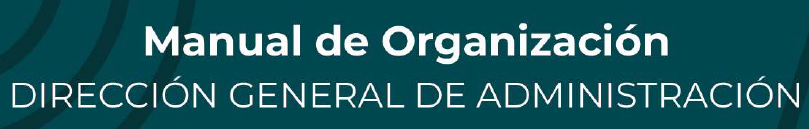 Manual de Organización
DIRECCIÓN GENERAL DE ADMINISTRACIÓN